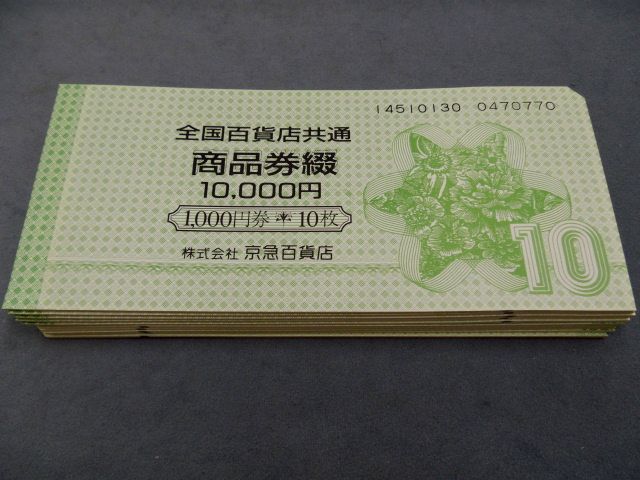 14510130 0470770
全国百貨店共通
商品券綴
10,000円
1,000円券 10枚
株式会社 京急百貨店
10